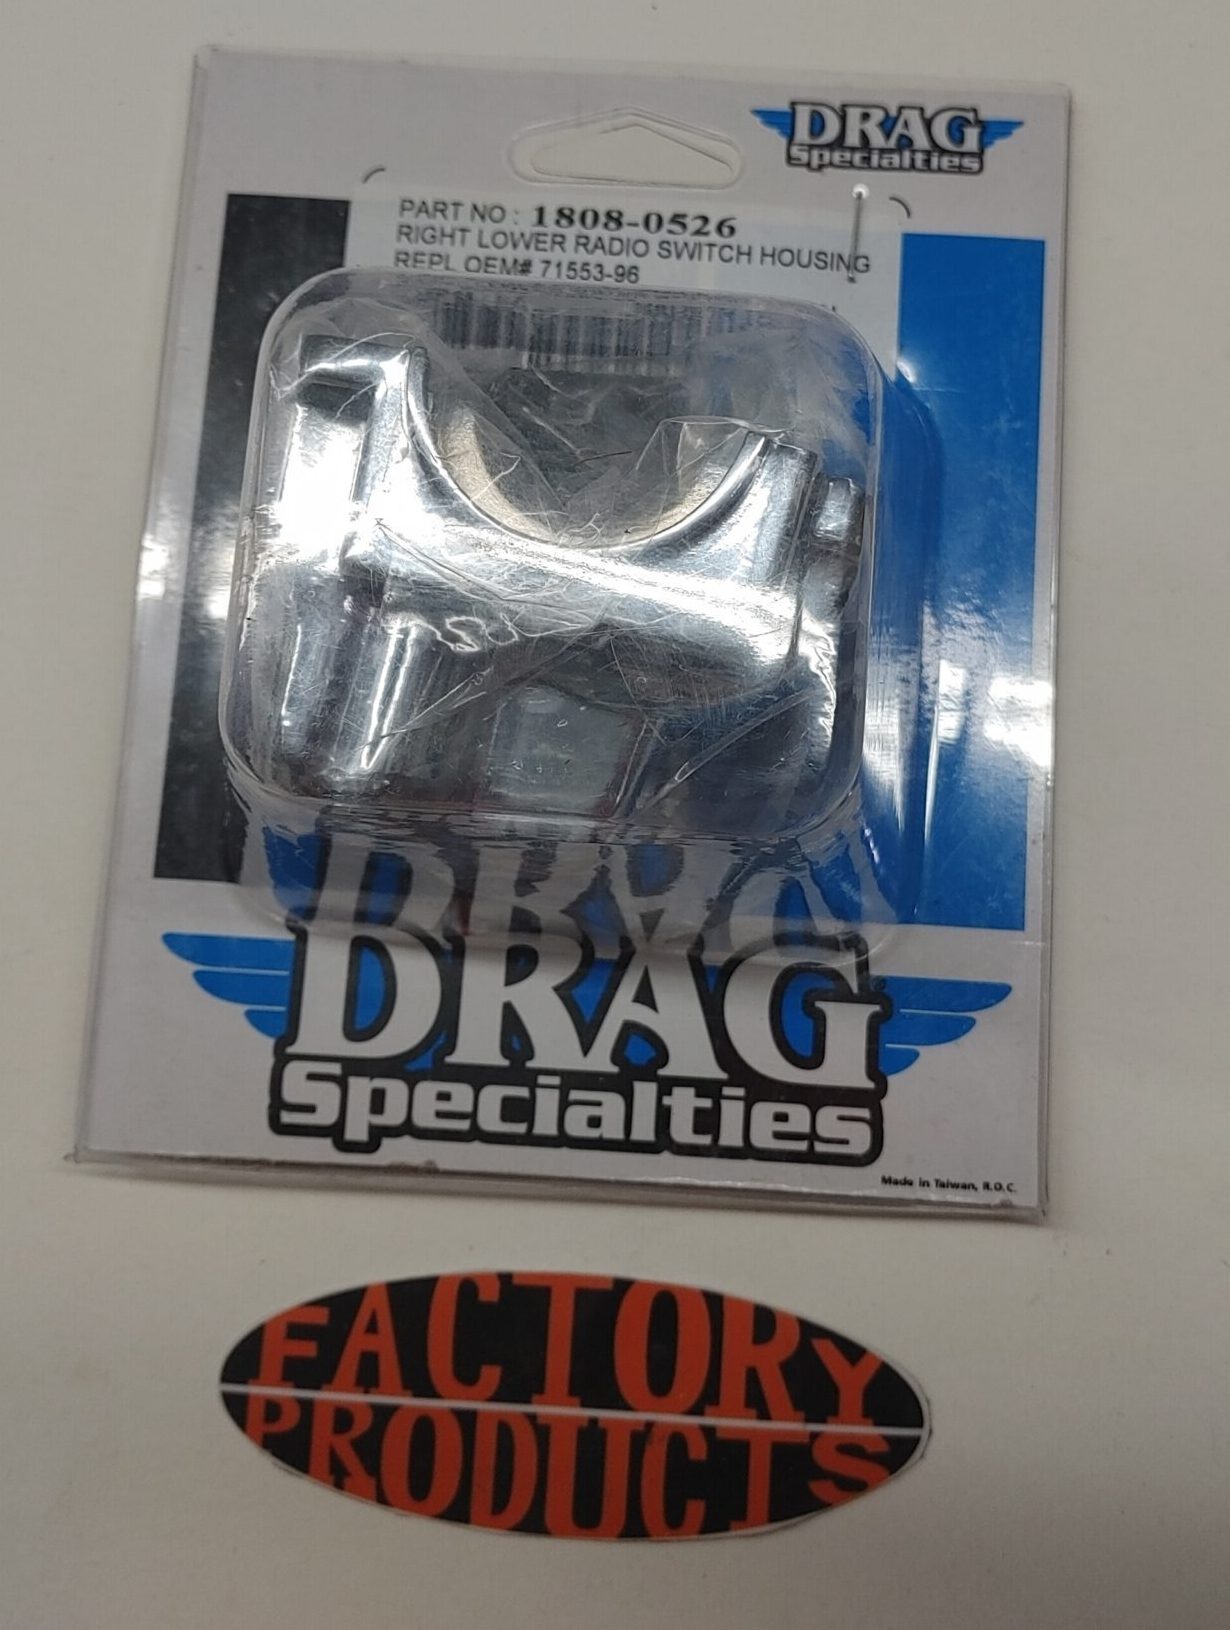 DRAG
Specialties
PART NO : 1808-0526
RIGHT LOWER RADIO SWITCH HOUSING
REPL OEM# 71553-96
DRAG
Specialties
Made in Taiwan, R.O.C.
FACTORY
PRODUCTS